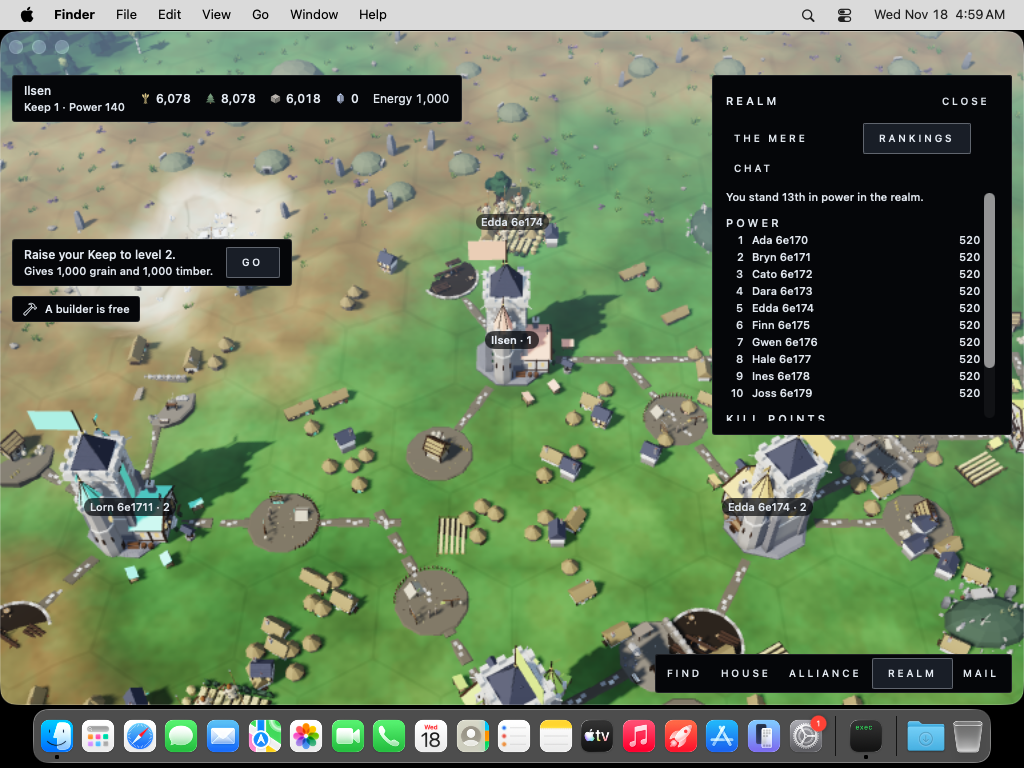 Finder File Edit View Go Window Help Wed Nov 18 4:59 AM
Ilsen
Keep 1 · Power 140
6,078 8,078 6,018 0 Energy 1,000
REALM CLOSE
THE MERE RANKINGS
CHAT
You stand 13th in power in the realm.
POWER
1 Ada 6e170 520
2 Bryn 6e171 520
3 Cato 6e172 520
4 Dara 6e173 520
5 Edda 6e174 520
6 Finn 6e175 520
7 Gwen 6e176 520
8 Hale 6e177 520
9 Ines 6e178 520
10 Joss 6e179 520
KILL POINTS
Edda 6e174
Raise your Keep to level 2.
Gives 1,000 grain and 1,000 timber.
GO
A builder is free
Ilsen · 1
Lorn 6e1711 · 2
Edda 6e174 · 2
FIND HOUSE ALLIANCE REALM MAIL
Wed
18
tv
1
exec